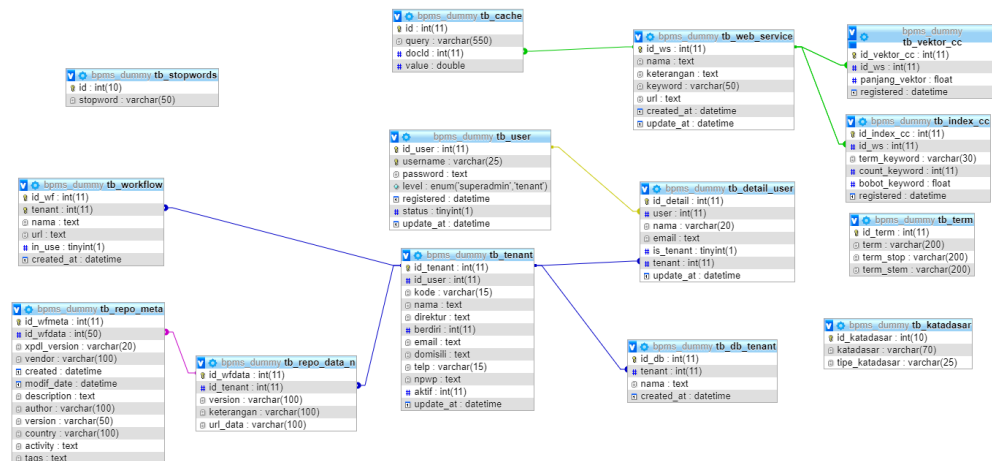 bpms_dummy tb_cache
id : int(11)
query : varchar(550)
docId : int(11)
value : double
bpms_dummy tb_web_service
id_ws : int(11)
nama : text
keterangan : text
keyword : varchar(50)
url : text
created_at : datetime
update_at : datetime
bpms_dummy
tb_vektor_cc
id_vektor_cc : int(11)
id_ws : int(11)
panjang_vektor : float
registered : datetime
bpms_dummy tb_stopwords
id : int(10)
stopword : varchar(50)
bpms_dummy tb_index_cc
id_index_cc : int(11)
id_ws : int(11)
term_keyword : varchar(30)
count_keyword : int(11)
bobot_keyword : float
registered : datetime
bpms_dummy tb_user
id_user : int(11)
username : varchar(25)
password : text
level : enum('superadmin','tenant')
registered : datetime
status : tinyint(1)
update_at : datetime
bpms_dummy tb_workflow
id_wf : int(11)
tenant : int(11)
nama : text
url : text
in_use : tinyint(1)
created_at : datetime
bpms_dummy tb_detail_user
id_detail : int(11)
user : int(11)
nama : varchar(20)
email : text
is_tenant : tinyint(1)
tenant : int(11)
update_at : datetime
bpms_dummy tb_term
id_term : int(11)
term : varchar(200)
term_stop : varchar(200)
term_stem : varchar(200)
bpms_dummy tb_tenant
id_tenant : int(11)
id_user : int(11)
kode : varchar(15)
nama : text
direktur : text
berdiri : int(11)
email : text
domisili : text
telp : varchar(15)
npwp : text
aktif : int(11)
update_at : datetime
bpms_dummy tb_repo_meta
id_wfmeta : int(11)
id_wfdata : int(50)
xpdl_version : varchar(20)
vendor : varchar(100)
created : datetime
modif_date : datetime
description : text
author : varchar(100)
version : varchar(50)
country : varchar(100)
activity : text
tags : text
bpms_dummy tb_repo_data_n
id_wfdata : int(11)
id_tenant : int(11)
version : varchar(100)
keterangan : varchar(100)
url_data : varchar(100)
bpms_dummy tb_db_tenant
id_db : int(11)
tenant : int(11)
nama : text
created_at : datetime
bpms_dummy tb_katadasar
id_katadasar : int(10)
katadasar : varchar(70)
tipe_katadasar : varchar(25)